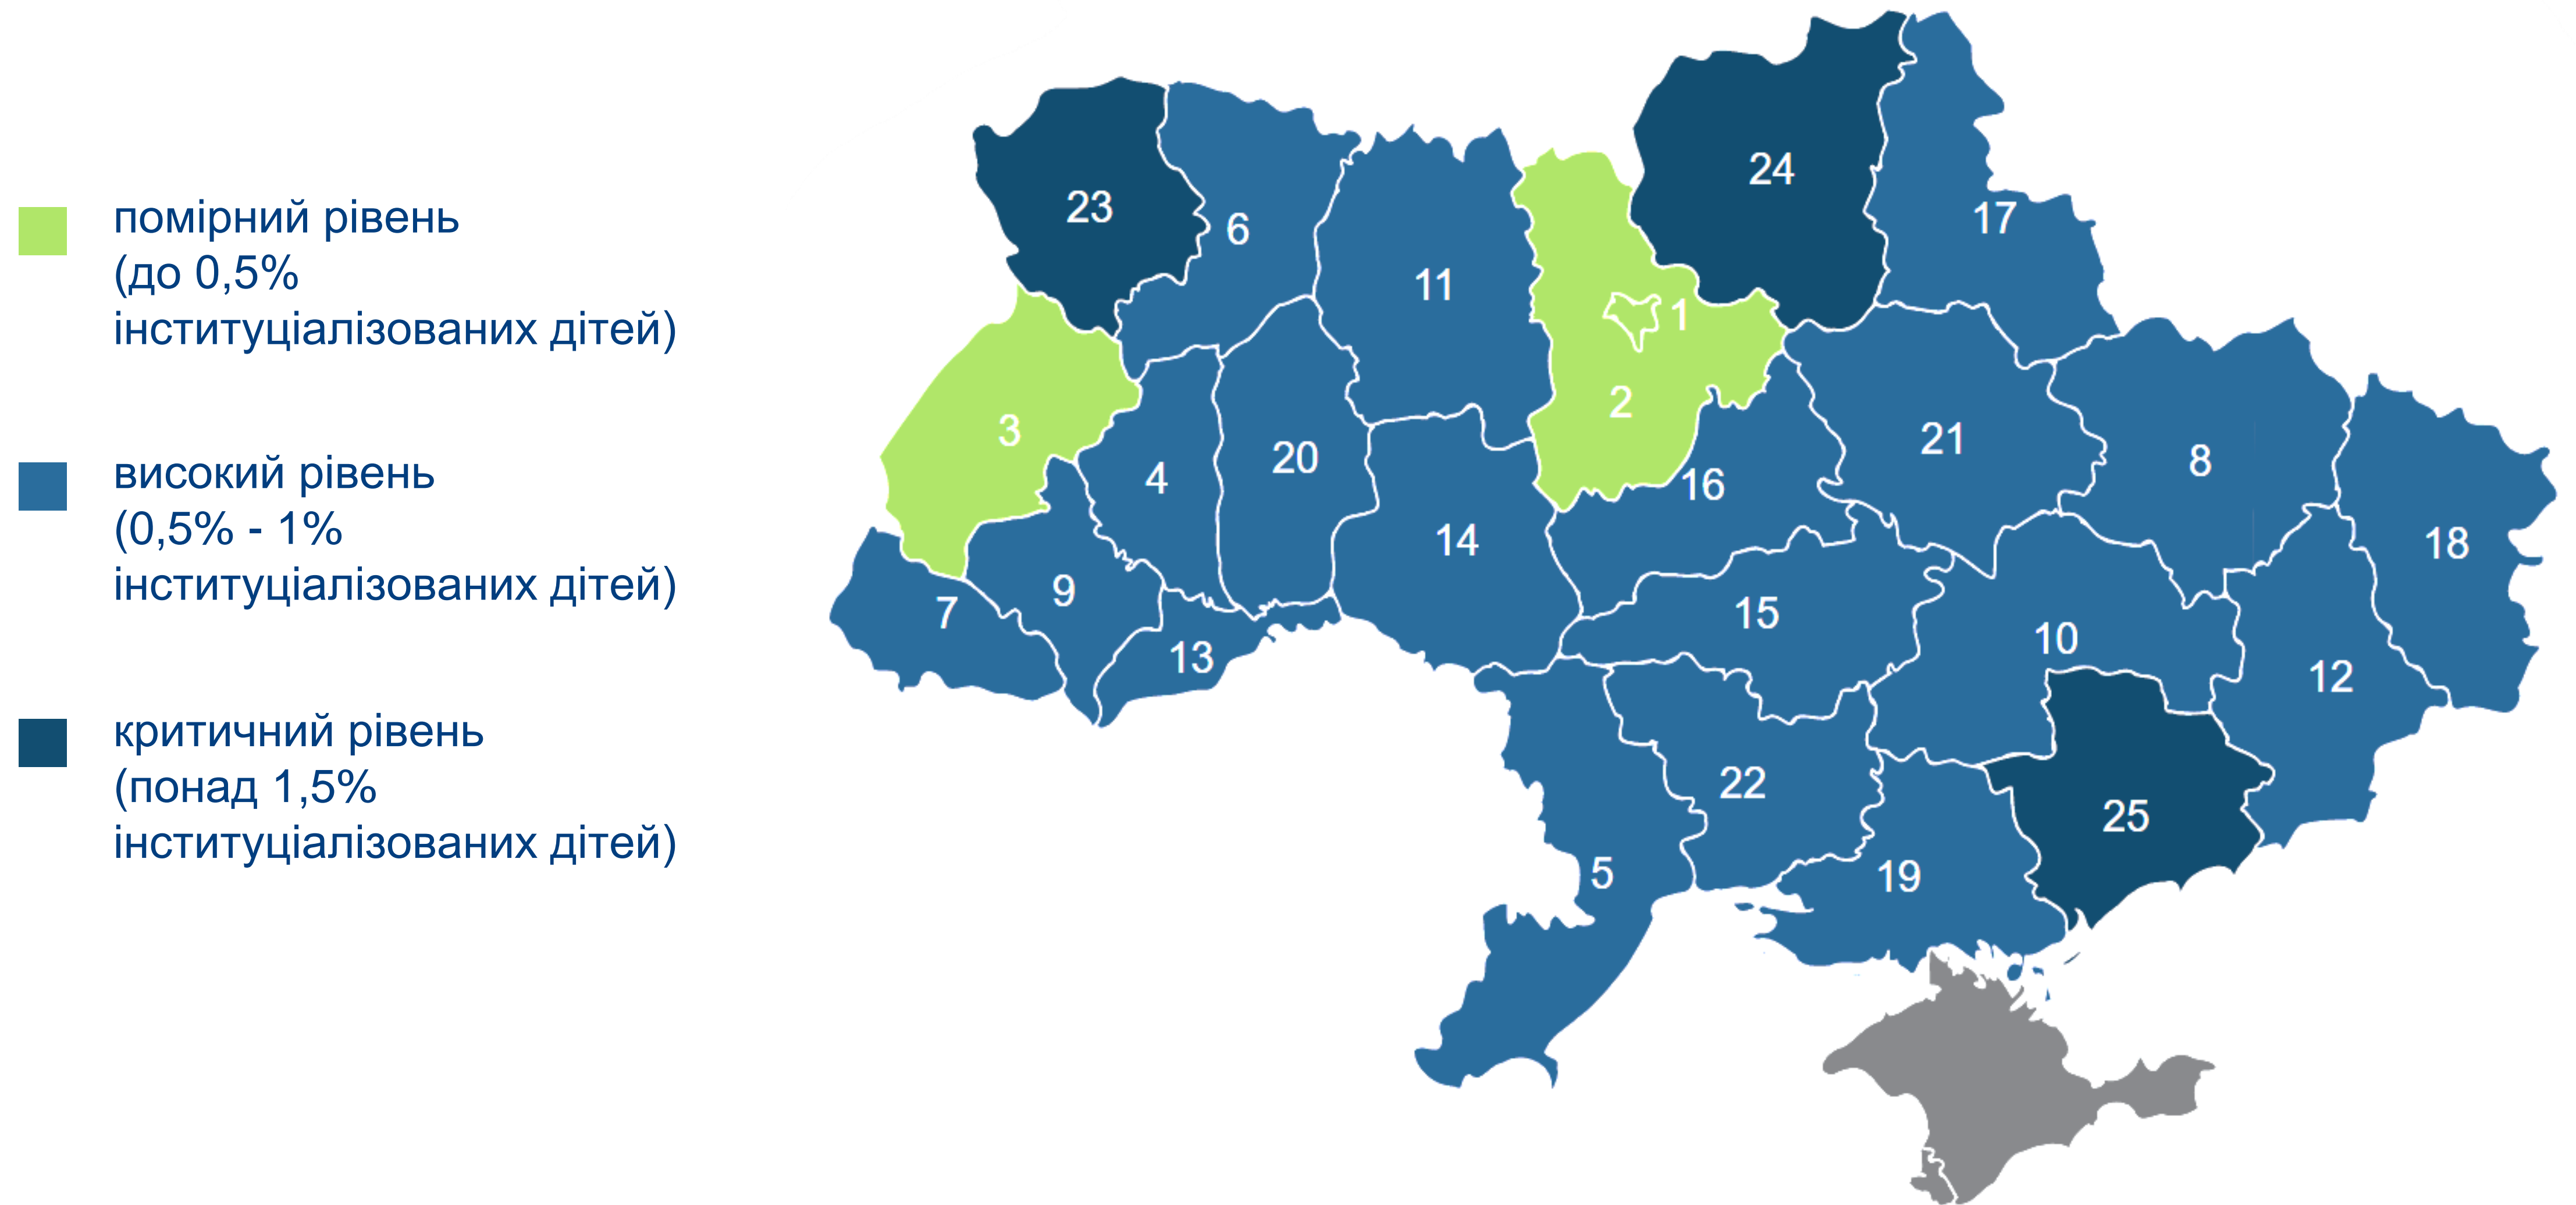 помірний рівень
(до 0,5%
інституціалізованих дітей)
високий рівень
(0,5% - 1%
інституціалізованих дітей)
критичний рівень
(понад 1,5%
інституціалізованих дітей)
24
23
17
6
11
1
2
3
21
8
20
4
16
14
18
9
7
15
10
13
12
22
25
5
19